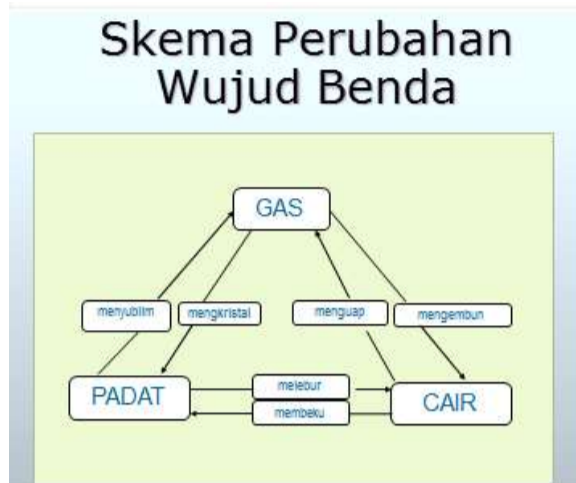 Skema Perubahan
Wujud Benda
GAS
menyublim
mengkristal
menguap
mengembun
PADAT
melebur
membeku
CAIR